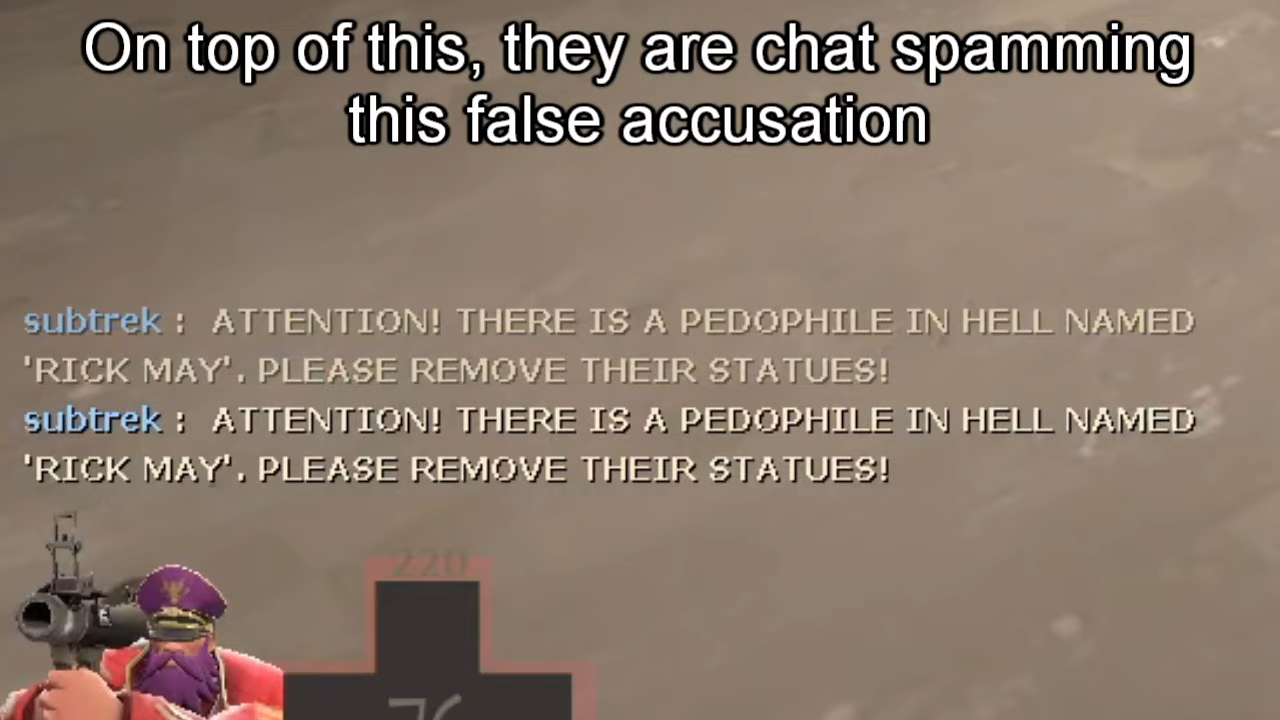 On top of this, they are chat spamming
this false accusation
subtrek : ATTENTION! THERE IS A PEDOPHILE IN HELL NAMED
'RICK MAY'. PLEASE REMOVE THEIR STATUES!
subtrek : ATTENTION! THERE IS A PEDOPHILE IN HELL NAMED
'RICK MAY'. PLEASE REMOVE THEIR STATUES!
220
76